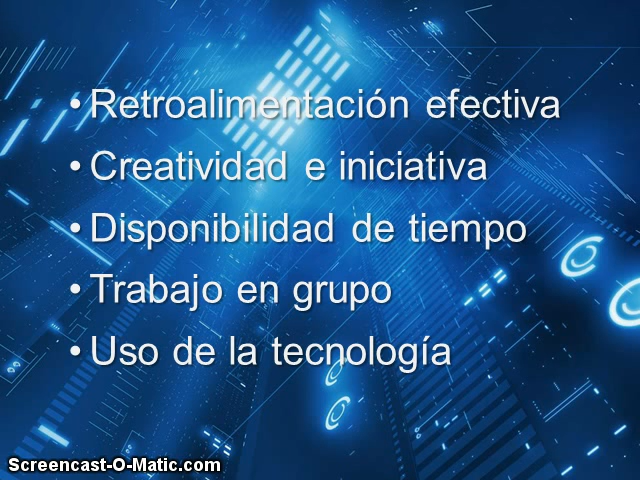 • Retroalimentación efectiva
• Creatividad e iniciativa
• Disponibilidad de tiempo
• Trabajo en grupo
• Uso de la tecnología
Screencast-O-Matic.com